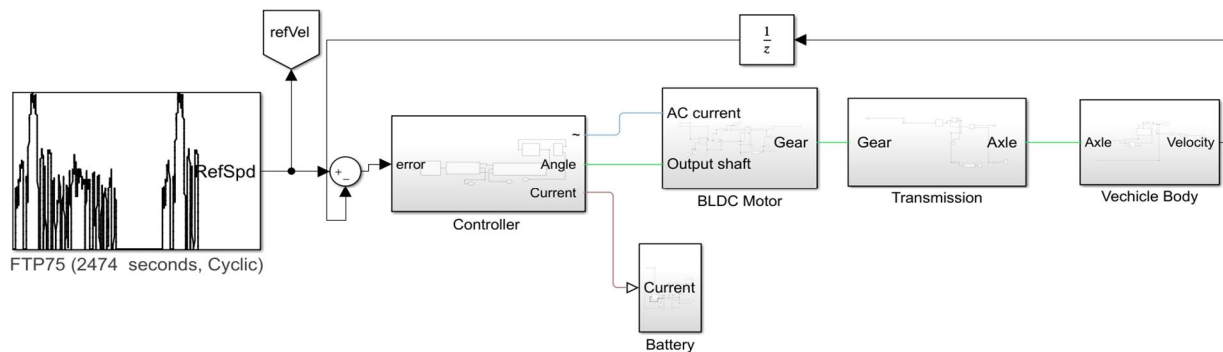 refVel
1
z
RefSpd
FTP75 (2474 seconds, Cyclic)
+
−
error
~
Angle
Current
Controller
AC current
Output shaft
Gear
BLDC Motor
Gear
Axle
Transmission
Axle
Velocity
Vechicle Body
Current
Battery